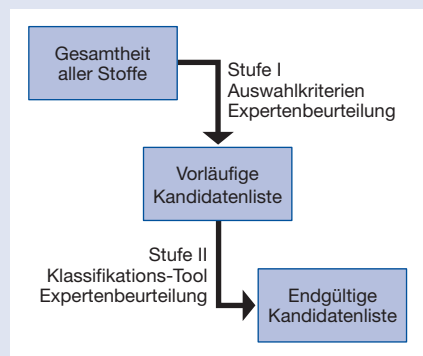 Gesamtheit
aller Stoffe
Stufe I
Auswahlkriterien
Expertenbeurteilung
Vorläufige
Kandidatenliste
Stufe II
Klassifikations-Tool
Expertenbeurteilung
Endgültige
Kandidatenliste